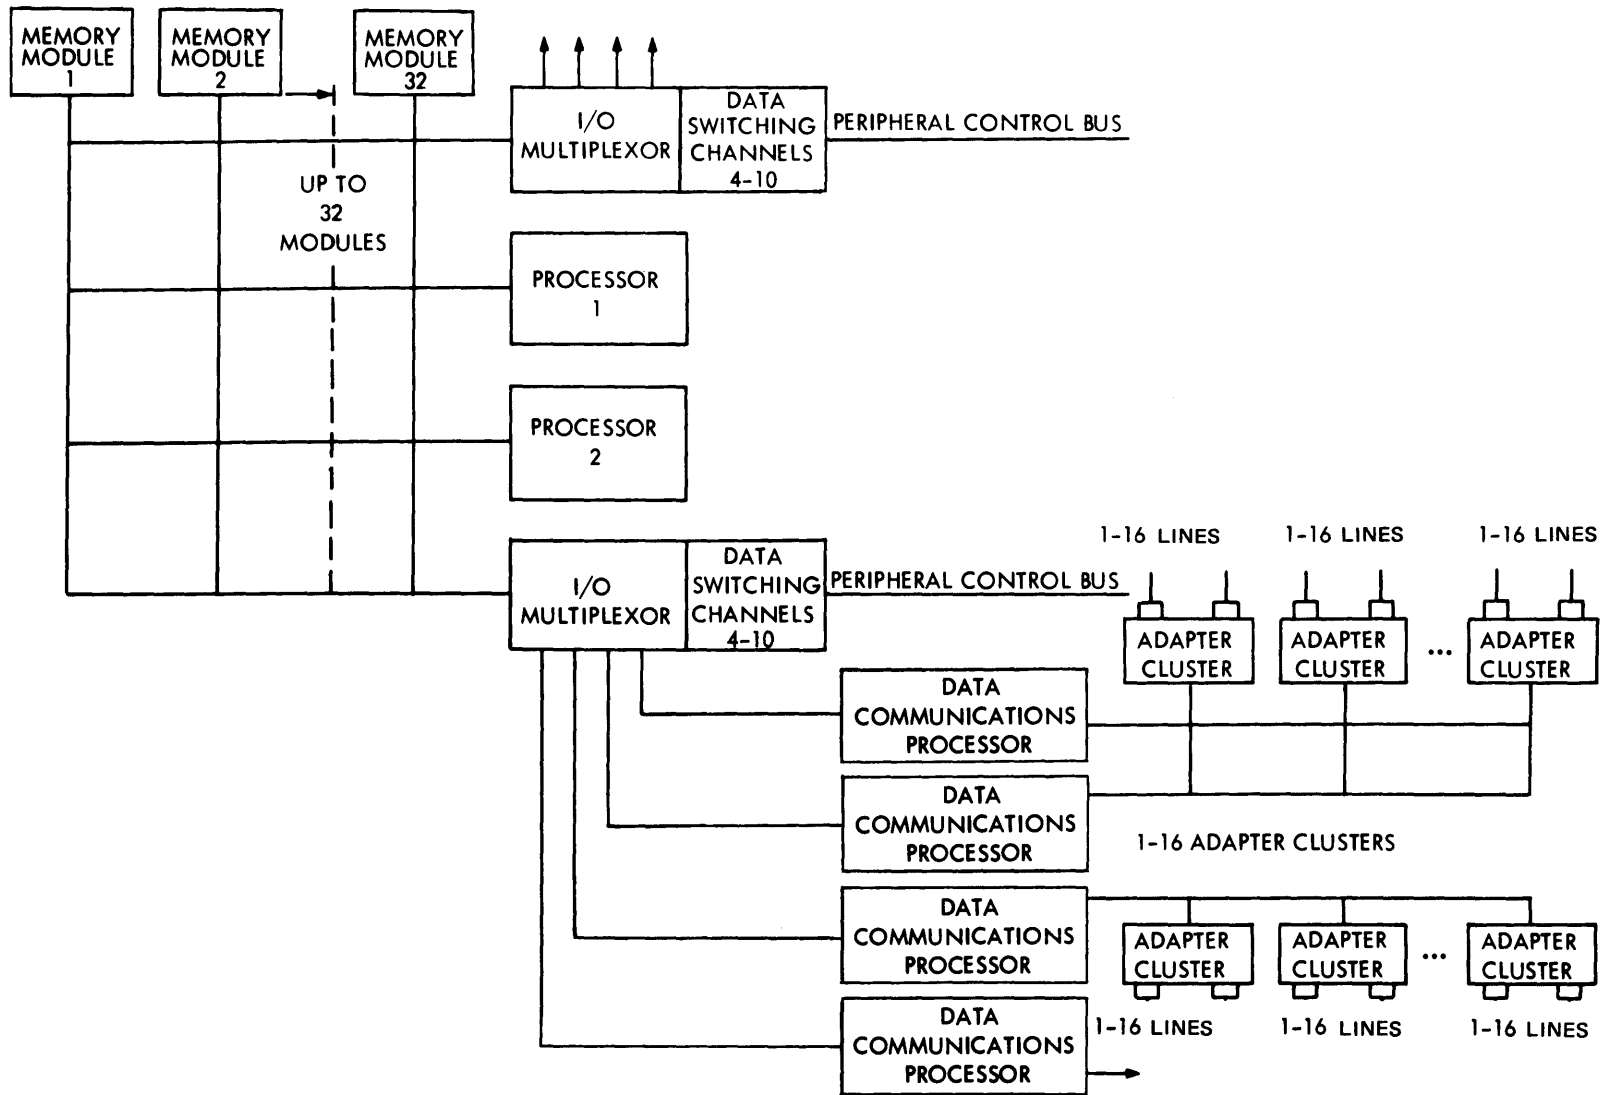 MEMORY
MODULE
1
MEMORY
MODULE
2
MEMORY
MODULE
32
UP TO
32
MODULES
I/O
MULTIPLEXOR
DATA
SWITCHING
CHANNELS
4-10
PERIPHERAL CONTROL BUS
PROCESSOR
1
PROCESSOR
2
I/O
MULTIPLEXOR
DATA
SWITCHING
CHANNELS
4-10
PERIPHERAL CONTROL BUS
1-16 LINES
1-16 LINES
1-16 LINES
ADAPTER
CLUSTER
ADAPTER
CLUSTER
...
ADAPTER
CLUSTER
DATA
COMMUNICATIONS
PROCESSOR
DATA
COMMUNICATIONS
PROCESSOR
1-16 ADAPTER CLUSTERS
DATA
COMMUNICATIONS
PROCESSOR
ADAPTER
CLUSTER
ADAPTER
CLUSTER
...
ADAPTER
CLUSTER
1-16 LINES
1-16 LINES
1-16 LINES
DATA
COMMUNICATIONS
PROCESSOR